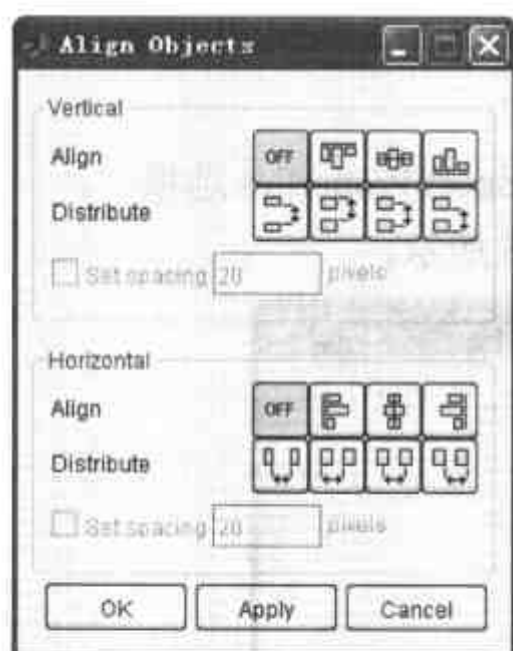 Align Objects
Vertical
Align OFF
Distribute
Set spacing 20 pixels
Horizontal
Align OFF
Distribute
Set spacing 20 pixels
OK Apply Cancel